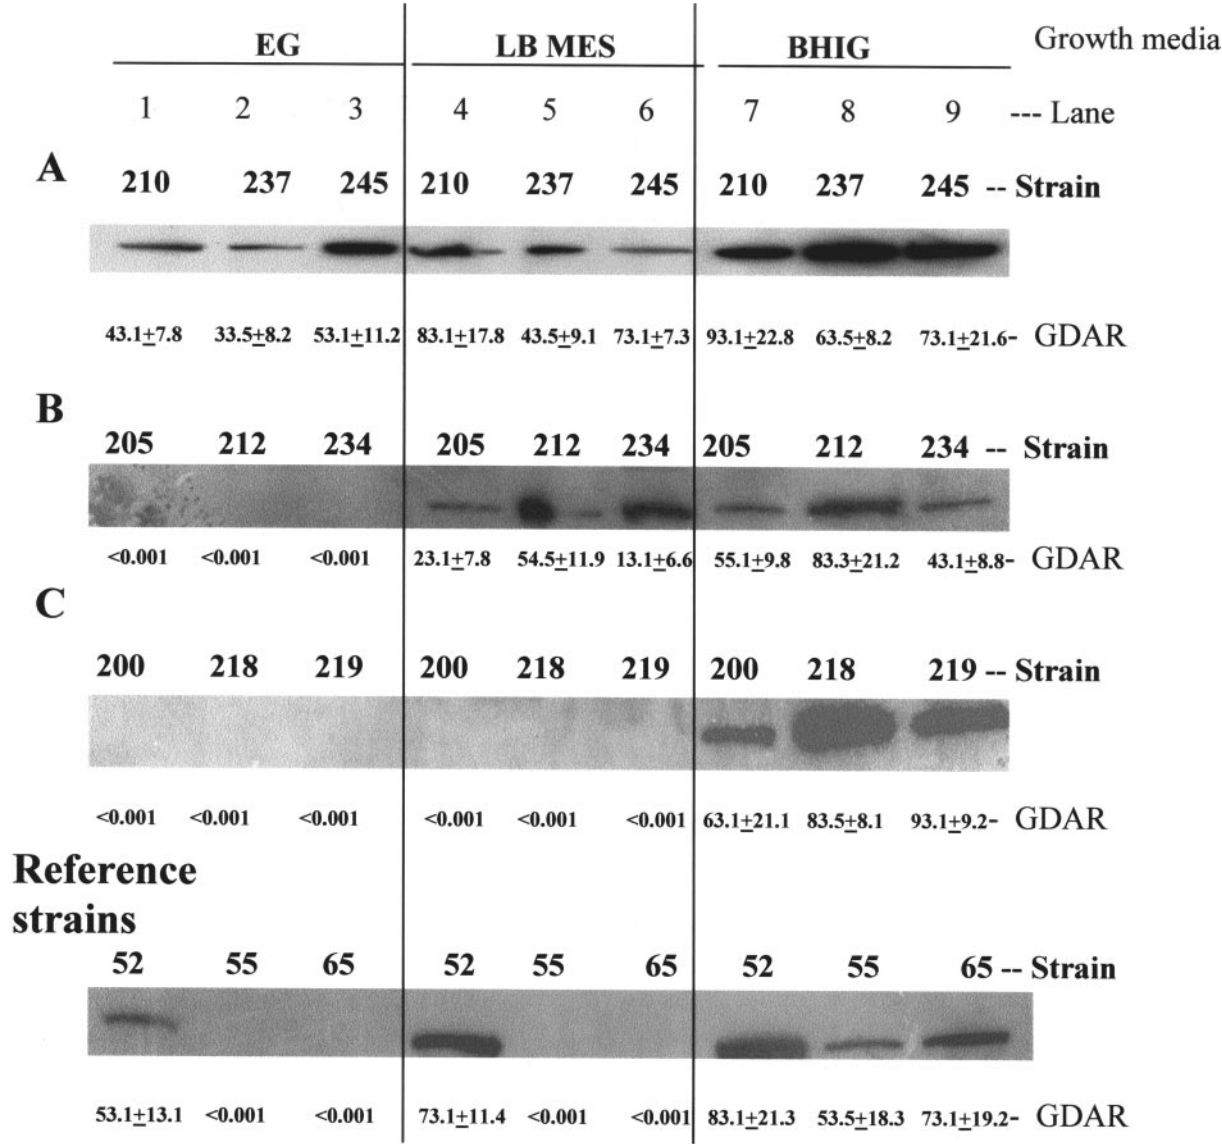 EG LB MES BHIG Growth media
1 2 3 4 5 6 7 8 9 --- Lane
A
210 237 245 210 237 245 210 237 245 -- Strain
43.1±7.8 33.5±8.2 53.1±11.2 83.1±17.8 43.5±9.1 73.1±7.3 93.1±22.8 63.5±8.2 73.1±21.6- GDAR
B
205 212 234 205 212 234 205 212 234 -- Strain
<0.001 <0.001 <0.001 23.1±7.8 54.5±11.9 13.1±6.6 55.1±9.8 83.3±21.2 43.1±8.8- GDAR
C
200 218 219 200 218 219 200 218 219 -- Strain
<0.001 <0.001 <0.001 <0.001 <0.001 <0.001 63.1±21.1 83.5±8.1 93.1±9.2- GDAR
Reference
strains
52 55 65 52 55 65 52 55 65 -- Strain
53.1±13.1 <0.001 <0.001 73.1±11.4 <0.001 <0.001 83.1±21.3 53.5±18.3 73.1±19.2- GDAR